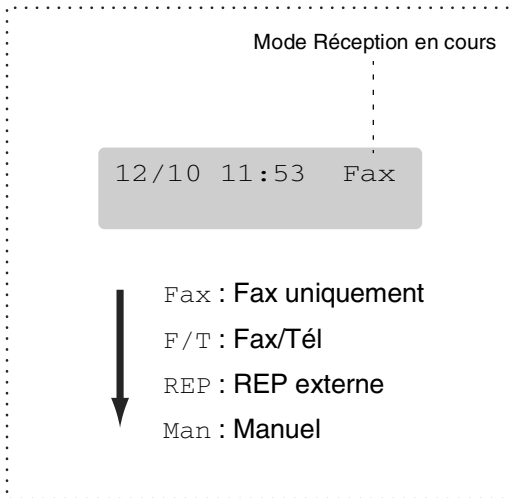 Mode Réception en cours
12/10 11:53 Fax
Fax : Fax uniquement
F/T : Fax/Tél
REP : REP externe
Man : Manuel